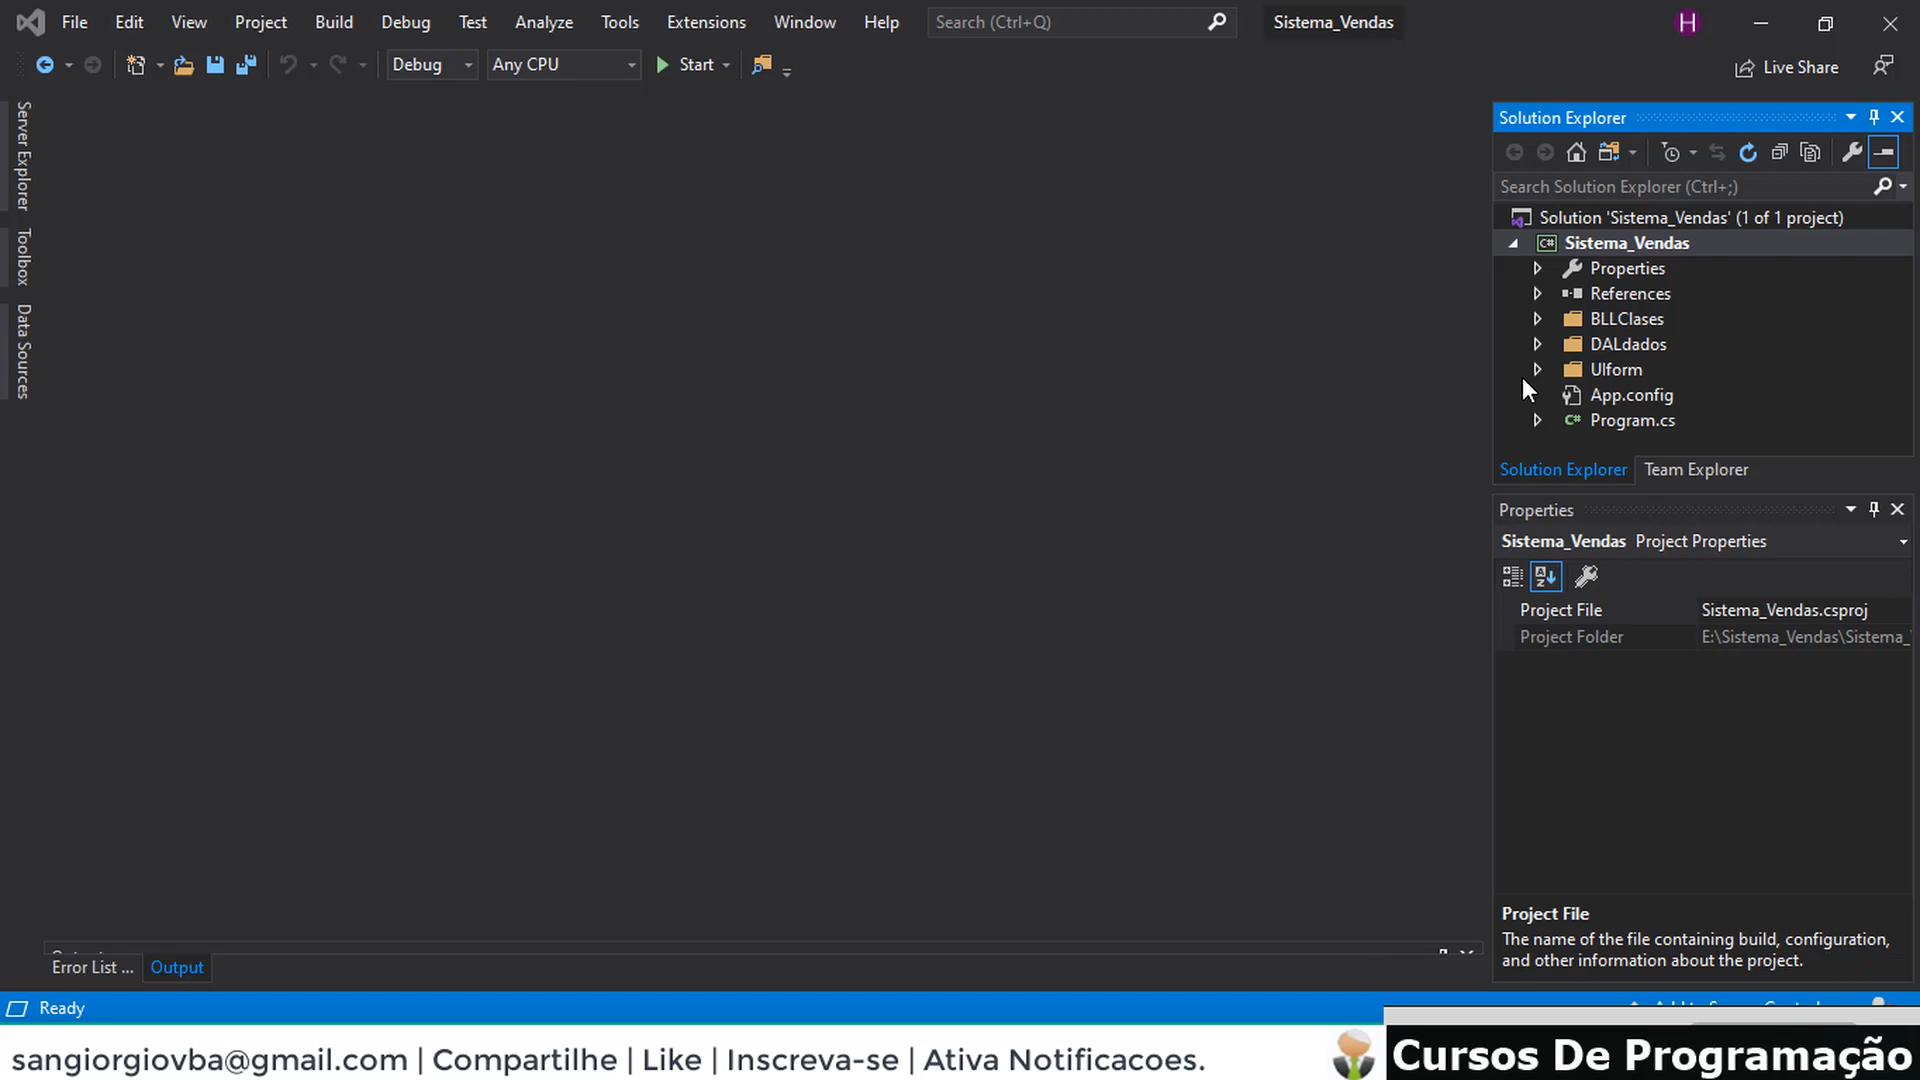 File Edit View Project Build Debug Test Analyze Tools Extensions Window Help Search (Ctrl+Q) Sistema_Vendas H
Debug Any CPU Start Live Share
Server Explorer
Toolbox
Data Sources
Solution Explorer
Search Solution Explorer (Ctrl+;)
Solution 'Sistema_Vendas' (1 of 1 project)
C# Sistema_Vendas
Properties
References
BLLClases
DALdados
UIform
App.config
C# Program.cs
Solution Explorer Team Explorer
Properties
Sistema_Vendas Project Properties
Project File Sistema_Vendas.csproj
Project Folder E:\Sistema_Vendas\Sistema_
Project File
The name of the file containing build, configuration,
and other information about the project.
Error List ... Output
Ready
sangiorgiovba@gmail.com | Compartilhe | Like | Inscreva-se | Ativa Notificacoes.
Cursos De Programação